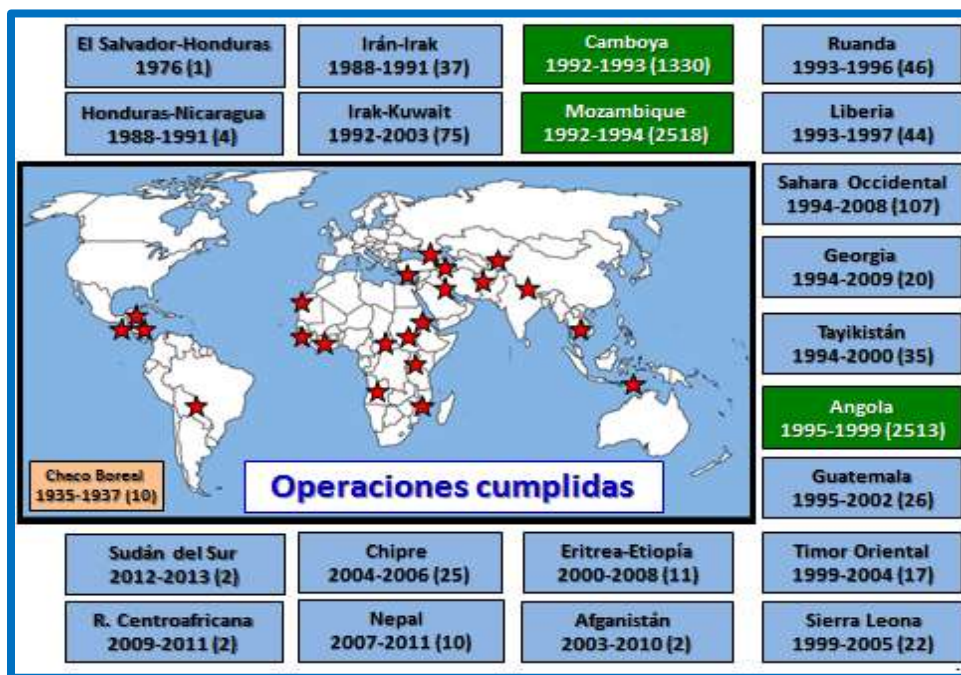 El Salvador-Honduras
1976 (1)
Irán-Irak
1988-1991 (37)
Camboya
1992-1993 (1330)
Ruanda
1993-1996 (46)
Honduras-Nicaragua
1988-1991 (4)
Irak-Kuwait
1992-2003 (75)
Mozambique
1992-1994 (2518)
Liberia
1993-1997 (44)
Sahara Occidental
1994-2008 (107)
Georgia
1994-2009 (20)
Tayikistán
1994-2000 (35)
Angola
1995-1999 (2513)
Guatemala
1995-2002 (26)
Checo Boreal
1935-1937 (10)
Operaciones cumplidas
Sudán del Sur
2012-2013 (2)
Chipre
2004-2006 (25)
Eritrea-Etiopía
2000-2008 (11)
Timor Oriental
1999-2004 (17)
R. Centroafricana
2009-2011 (2)
Nepal
2007-2011 (10)
Afganistán
2003-2010 (2)
Sierra Leona
1999-2005 (22)